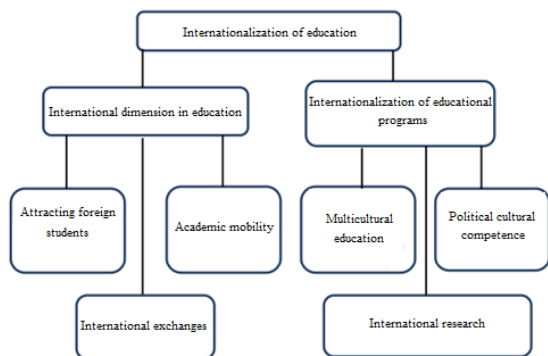 Internationalization of education
International dimension in education
Internationalization of educational
programs
Attracting foreign
students
Academic mobility
Multicultural
education
Political cultural
competence
International exchanges
International research